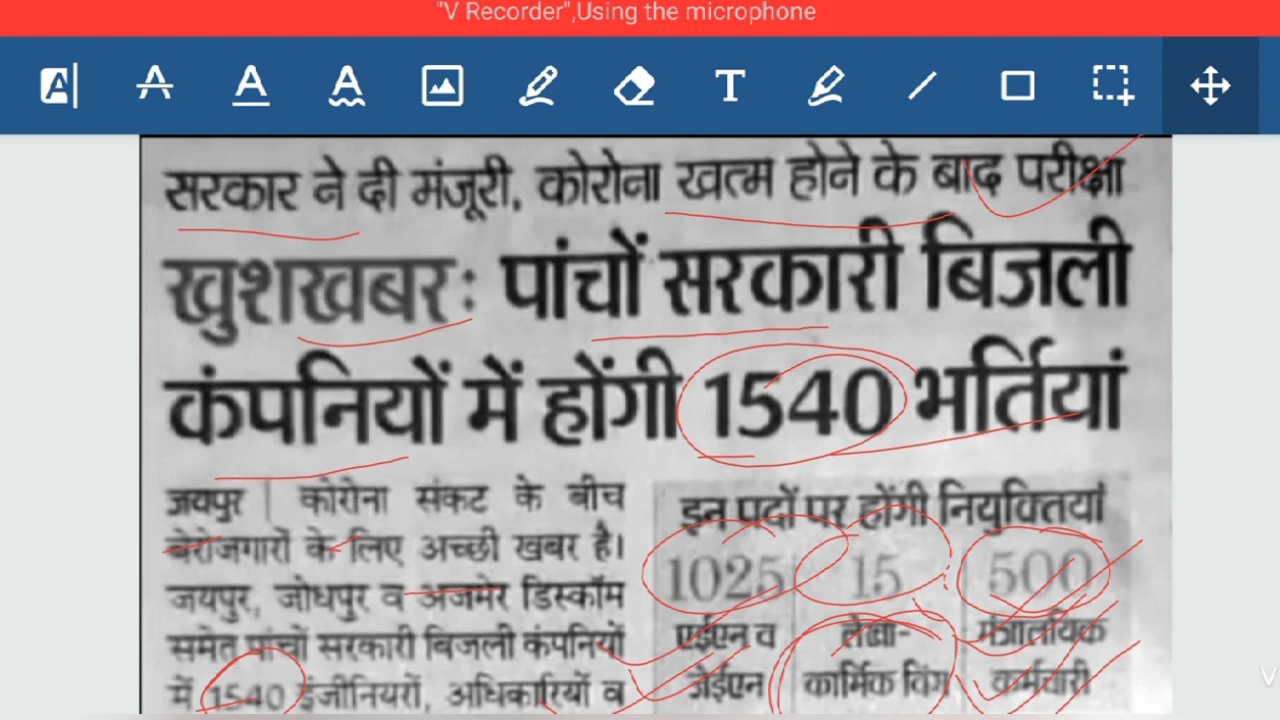 "V Recorder",Using the microphone
A A A A T
सरकार ने दी मंजूरी, कोरोना खत्म होने के बाद परीक्षा
खुशखबर: पांचों सरकारी बिजली
कंपनियों में होंगी 1540 भर्तियां
जयपुर | कोरोना संकट के बीच
बेरोजगारों के लिए अच्छी खबर है।
जयपुर, जोधपुर व अजमेर डिस्कॉम
समेत पांचों सरकारी बिजली कंपनियों
में 1540 इंजीनियरों, अधिकारियों व
इन पदों पर होंगी नियुक्तियां
1025 15 500
एईएन व लेखा- मंत्रालयिक
जेईएन कार्मिक विंग कर्मचारी
V